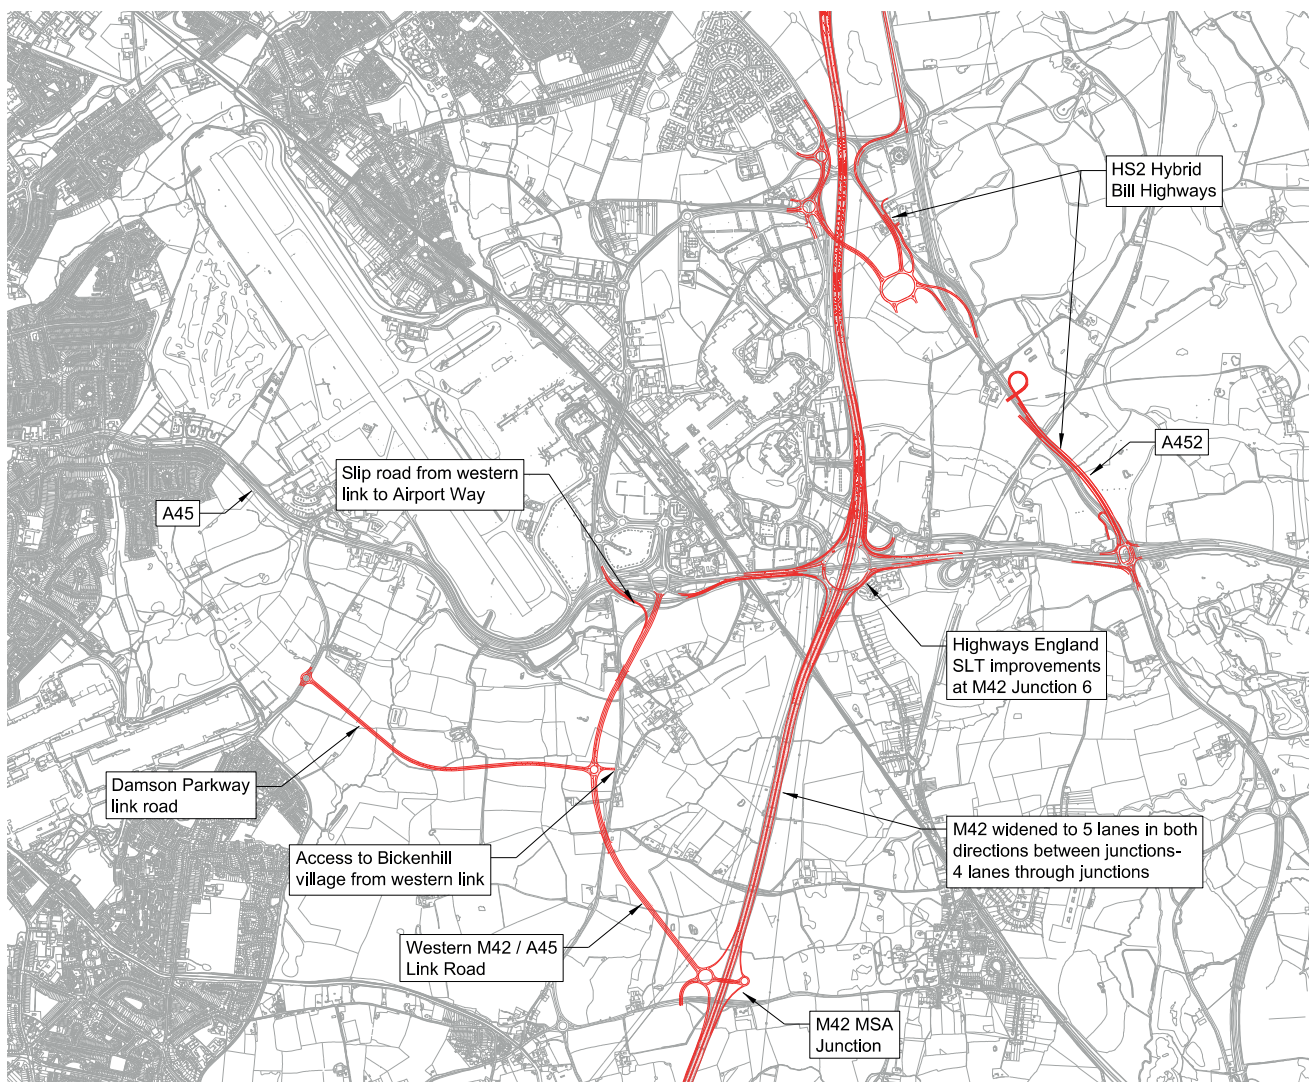 HS2 Hybrid
Bill Highways
A452
Slip road from western
link to Airport Way
A45
Highways England
SLT improvements
at M42 Junction 6
Damson Parkway
link road
M42 widened to 5 lanes in both
directions between junctions-
4 lanes through junctions
Access to Bickenhill
village from western link
Western M42 / A45
Link Road
M42 MSA
Junction